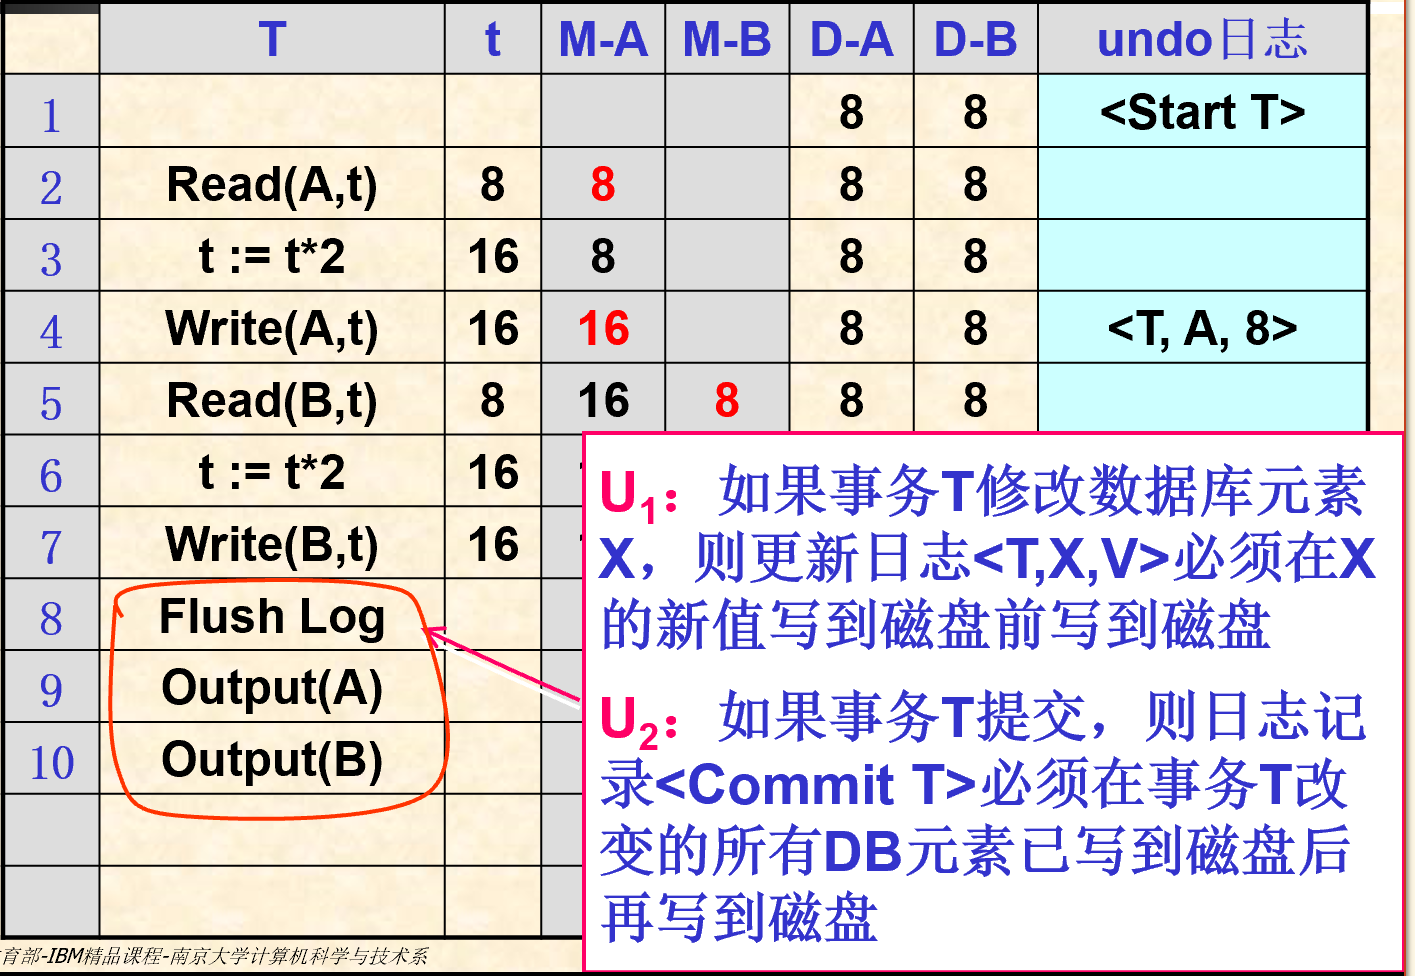 T t M-A M-B D-A D-B undo日志
1 8 8 <Start T>
2 Read(A,t) 8 8 8 8
3 t := t*2 16 8 8 8
4 Write(A,t) 16 16 8 8 <T, A, 8>
5 Read(B,t) 8 16 8 8 8
6 t := t*2 16
7 Write(B,t) 16
8 Flush Log
9 Output(A)
10 Output(B)
U1：如果事务T修改数据库元素
X，则更新日志<T,X,V>必须在X
的新值写到磁盘前写到磁盘
U2：如果事务T提交，则日志记
录<Commit T>必须在事务T改
变的所有DB元素已写到磁盘后
再写到磁盘
育部-IBM精品课程-南京大学计算机科学与技术系